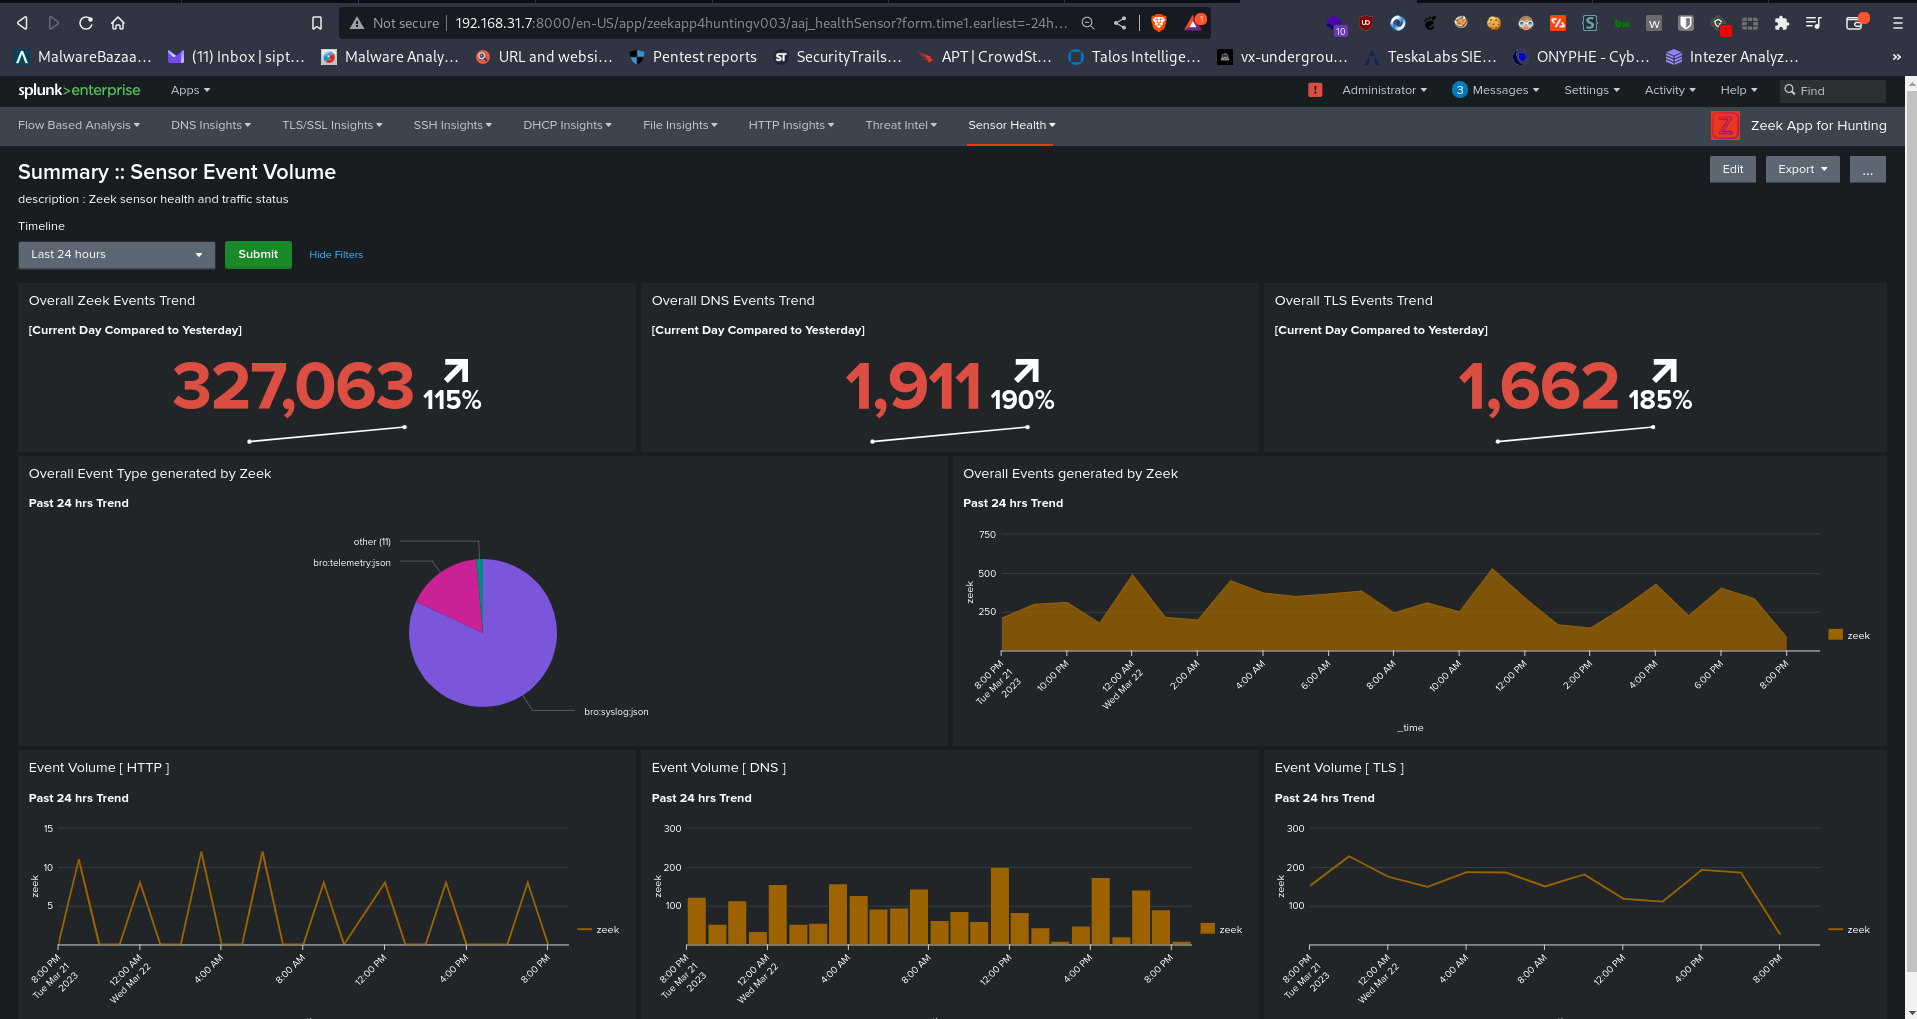 Not secure 192.168.31.7:8000/en-US/app/zeekapp4huntingv003/aaj_healthSensor?form.time1.earliest=-24h... 1 10 UD bw W 1
MalwareBazaa... (11) Inbox | sipt... Malware Analy... URL and websi... Pentest reports ST SecurityTrails... APT | CrowdSt... Talos Intellige... vx-undergrou... TeskaLabs SIE... ONYPHE - Cyb... Intezer Analyz... »
splunk>enterprise Apps ! Administrator 3 Messages Settings Activity Help Find
Flow Based Analysis DNS Insights TLS/SSL Insights SSH Insights DHCP Insights File Insights HTTP Insights Threat Intel Sensor Health Z Zeek App for Hunting
Summary :: Sensor Event Volume
Edit Export ...
description : Zeek sensor health and traffic status
Timeline
Last 24 hours Submit Hide Filters
Overall Zeek Events Trend
[Current Day Compared to Yesterday]
327,063
115%
Overall DNS Events Trend
[Current Day Compared to Yesterday]
1,911
190%
Overall TLS Events Trend
[Current Day Compared to Yesterday]
1,662
185%
Overall Event Type generated by Zeek
Past 24 hrs Trend
other (11)
bro:telemetry:json
bro:syslog:json
Overall Events generated by Zeek
Past 24 hrs Trend
750
500
250
zeek
8:00 PM
Tue Mar 21
2023
10:00 PM
12:00 AM
Wed Mar 22
2:00 AM
4:00 AM
6:00 AM
8:00 AM
10:00 AM
12:00 PM
2:00 PM
4:00 PM
6:00 PM
8:00 PM
_time
zeek
Event Volume [ HTTP ]
Past 24 hrs Trend
15
10
5
zeek
8:00 PM
Tue Mar 21
2023
12:00 AM
Wed Mar 22
4:00 AM
8:00 AM
12:00 PM
4:00 PM
8:00 PM
zeek
Event Volume [ DNS ]
Past 24 hrs Trend
300
200
100
zeek
8:00 PM
Tue Mar 21
2023
12:00 AM
Wed Mar 22
4:00 AM
8:00 AM
12:00 PM
4:00 PM
8:00 PM
zeek
Event Volume [ TLS ]
Past 24 hrs Trend
300
200
100
zeek
8:00 PM
Tue Mar 21
2023
12:00 AM
Wed Mar 22
4:00 AM
8:00 AM
12:00 PM
4:00 PM
8:00 PM
zeek